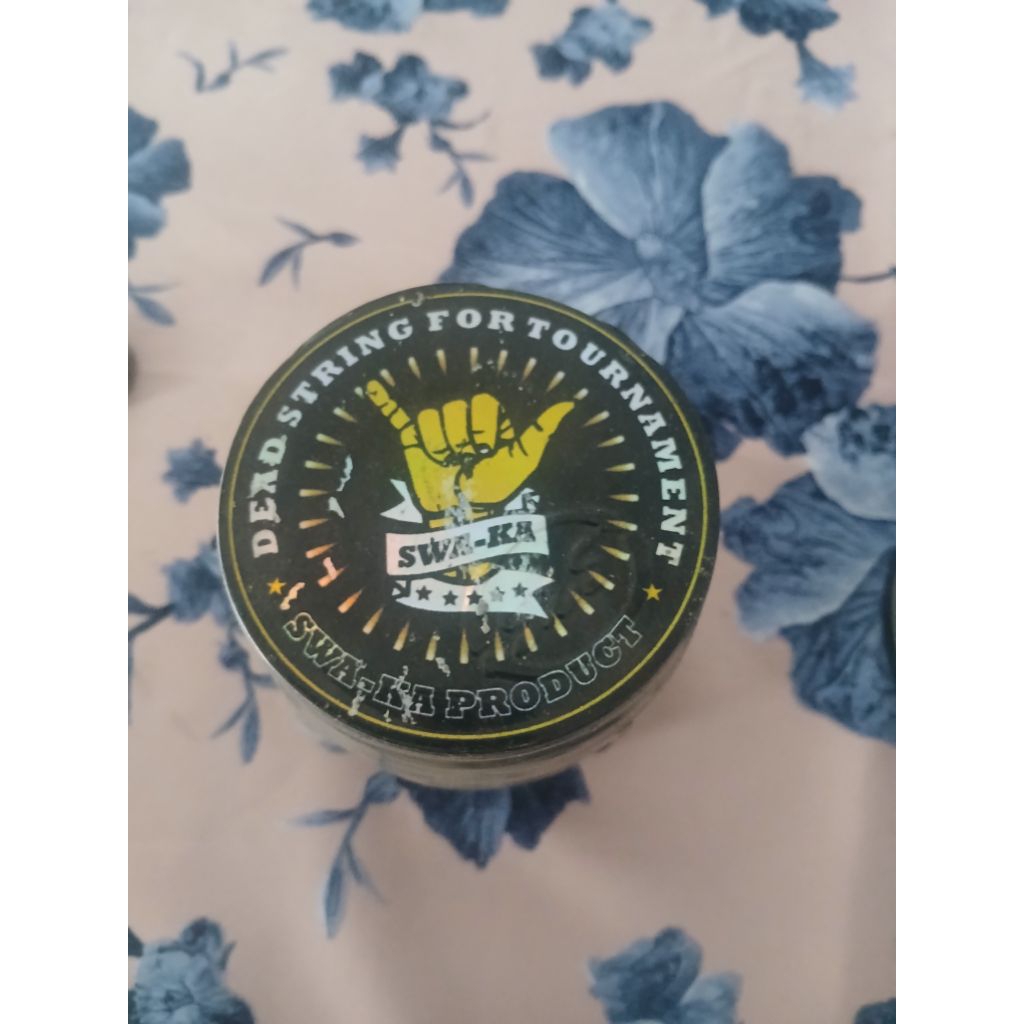 DEAD STRING FOR TOURNAMENT
SWA-KA
SWA-KA PRODUCT